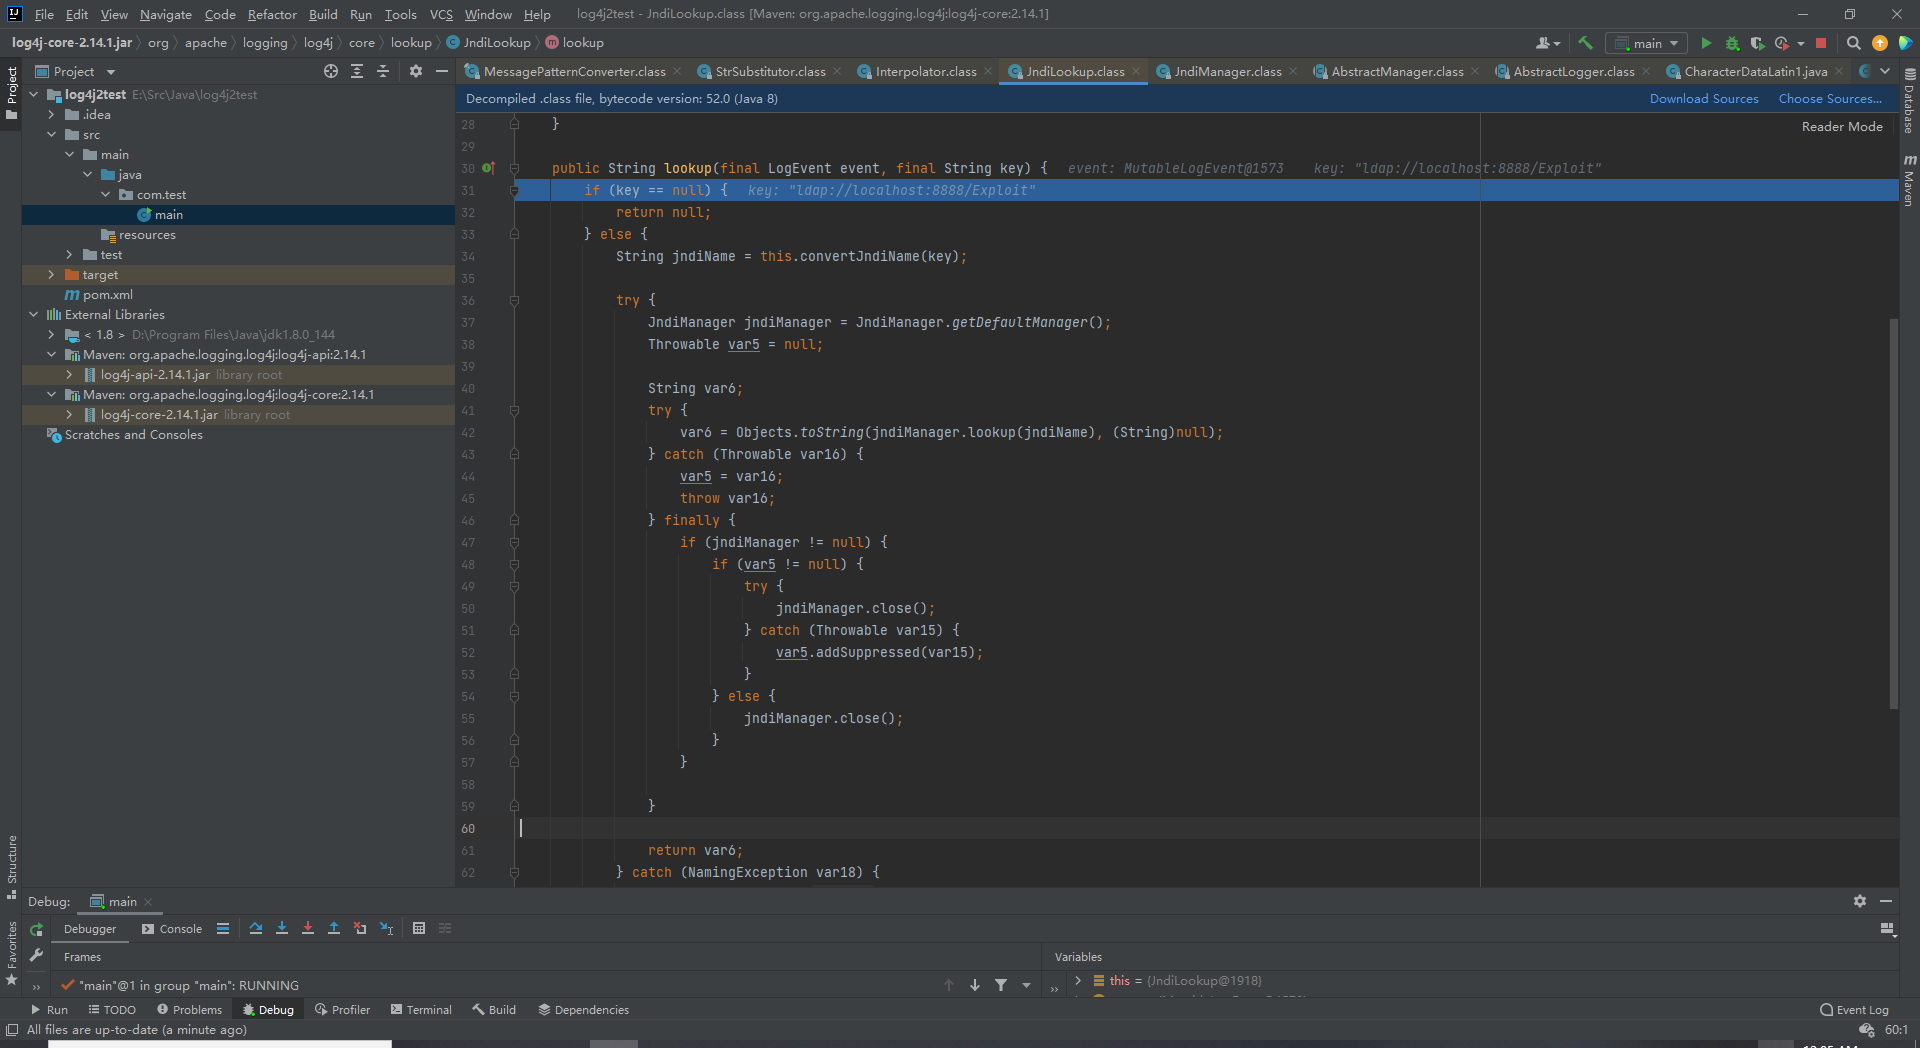 File Edit View Navigate Code Refactor Build Run Tools VCS Window Help log4j2test - JndiLookup.class [Maven: org.apache.logging.log4j:log4j-core:2.14.1]
log4j-core-2.14.1.jar org apache logging log4j core lookup JndiLookup lookup main
Project
Project
MessagePatternConverter.class StrSubstitutor.class Interpolator.class JndiLookup.class JndiManager.class AbstractManager.class AbstractLogger.class CharacterDataLatin1.java
Decompiled .class file, bytecode version: 52.0 (Java 8) Download Sources Choose Sources...
Reader Mode
Database
Maven
log4j2test E:\Src\Java\log4j2test
.idea
src
main
java
com.test
main
resources
test
target
pom.xml
External Libraries
< 1.8 > D:\Program Files\Java\jdk1.8.0_144
Maven: org.apache.logging.log4j:log4j-api:2.14.1
log4j-api-2.14.1.jar library root
Maven: org.apache.logging.log4j:log4j-core:2.14.1
log4j-core-2.14.1.jar library root
Scratches and Consoles
28 }
29
30 public String lookup(final LogEvent event, final String key) { event: MutableLogEvent@1573 key: "ldap://localhost:8888/Exploit"
31 if (key == null) { key: "ldap://localhost:8888/Exploit"
32 return null;
33 } else {
34 String jndiName = this.convertJndiName(key);
35
36 try {
37 JndiManager jndiManager = JndiManager.getDefaultManager();
38 Throwable var5 = null;
39
40 String var6;
41 try {
42 var6 = Objects.toString(jndiManager.lookup(jndiName), (String)null);
43 } catch (Throwable var16) {
44 var5 = var16;
45 throw var16;
46 } finally {
47 if (jndiManager != null) {
48 if (var5 != null) {
49 try {
50 jndiManager.close();
51 } catch (Throwable var15) {
52 var5.addSuppressed(var15);
53 }
54 } else {
55 jndiManager.close();
56 }
57 }
58
59 }
60
61 return var6;
62 } catch (NamingException var18) {
Structure
Favorites
Debug: main
Debugger Console
Frames Variables
"main"@1 in group "main": RUNNING
this = {JndiLookup@1918}
Run TODO Problems Debug Profiler Terminal Build Dependencies Event Log
All files are up-to-date (a minute ago) 60:1